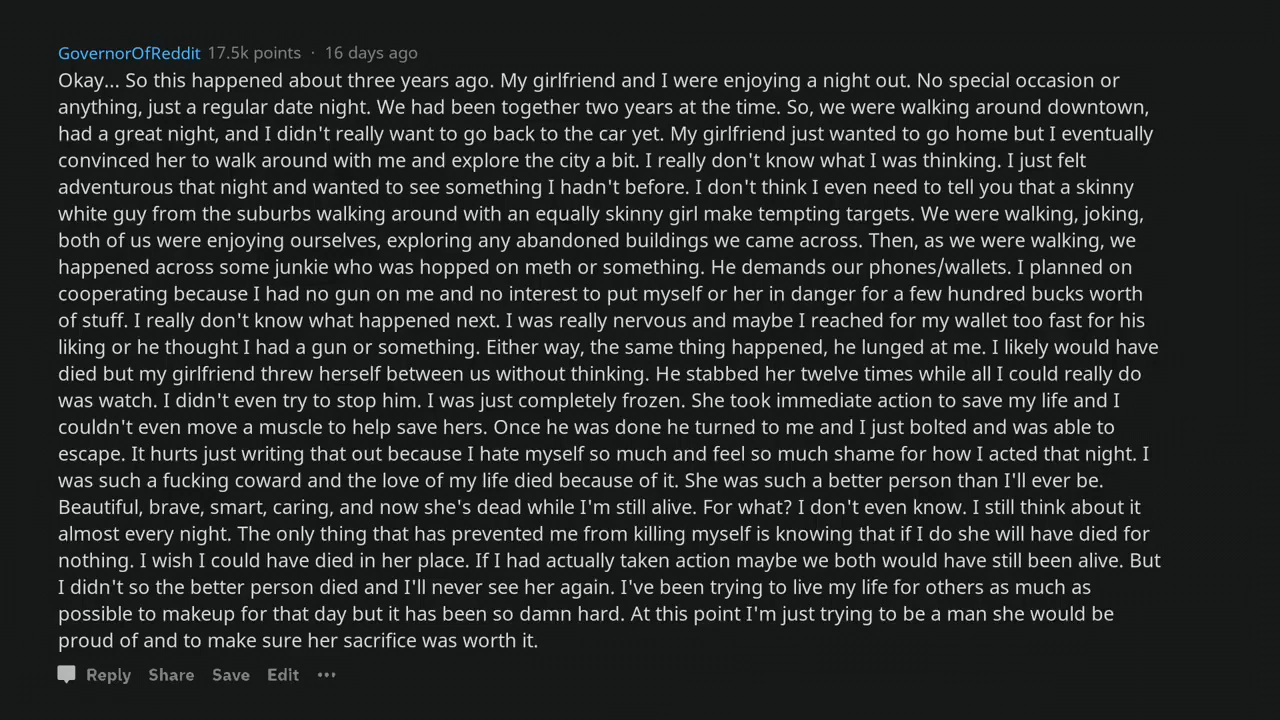 GovernorOfReddit 17.5k points · 16 days ago
Okay... So this happened about three years ago. My girlfriend and I were enjoying a night out. No special occasion or
anything, just a regular date night. We had been together two years at the time. So, we were walking around downtown,
had a great night, and I didn't really want to go back to the car yet. My girlfriend just wanted to go home but I eventually
convinced her to walk around with me and explore the city a bit. I really don't know what I was thinking. I just felt
adventurous that night and wanted to see something I hadn't before. I don't think I even need to tell you that a skinny
white guy from the suburbs walking around with an equally skinny girl make tempting targets. We were walking, joking,
both of us were enjoying ourselves, exploring any abandoned buildings we came across. Then, as we were walking, we
happened across some junkie who was hopped on meth or something. He demands our phones/wallets. I planned on
cooperating because I had no gun on me and no interest to put myself or her in danger for a few hundred bucks worth
of stuff. I really don't know what happened next. I was really nervous and maybe I reached for my wallet too fast for his
liking or he thought I had a gun or something. Either way, the same thing happened, he lunged at me. I likely would have
died but my girlfriend threw herself between us without thinking. He stabbed her twelve times while all I could really do
was watch. I didn't even try to stop him. I was just completely frozen. She took immediate action to save my life and I
couldn't even move a muscle to help save hers. Once he was done he turned to me and I just bolted and was able to
escape. It hurts just writing that out because I hate myself so much and feel so much shame for how I acted that night. I
was such a fucking coward and the love of my life died because of it. She was such a better person than I'll ever be.
Beautiful, brave, smart, caring, and now she's dead while I'm still alive. For what? I don't even know. I still think about it
almost every night. The only thing that has prevented me from killing myself is knowing that if I do she will have died for
nothing. I wish I could have died in her place. If I had actually taken action maybe we both would have still been alive. But
I didn't so the better person died and I'll never see her again. I've been trying to live my life for others as much as
possible to makeup for that day but it has been so damn hard. At this point I'm just trying to be a man she would be
proud of and to make sure her sacrifice was worth it.
Reply Share Save Edit •••